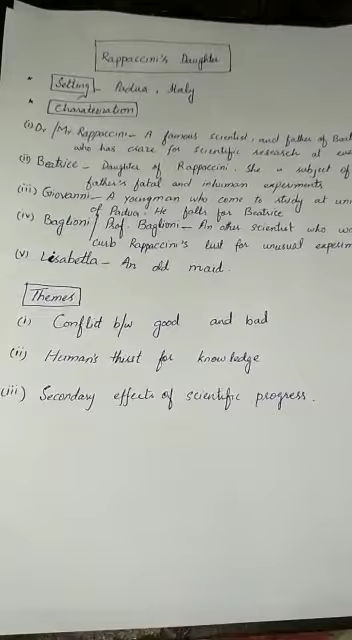 Rappaccini's Daughter
* Setting - Padua, Italy
* Charaterization
(i) Dr/Mr. Rappaccini - A famous scientist, and father of
who has craze for scientific research at
(ii) Beatrice - Daughter of Rappaccini. She is subject of
father's fatal and inhuman experiments
(iii) Giovanni - A youngman who come to study at
of Padua. He falls for Beatrice
(iv) Baglioni/Prof. Baglioni - An other scientist who
curb Rappaccini's lust for unusual
(v) Lisabetta - An old maid.
Themes
(i) Conflict b/w good and bad
(ii) Human's thrust for knowledge
(iii) Secondary effects of scientific progress.